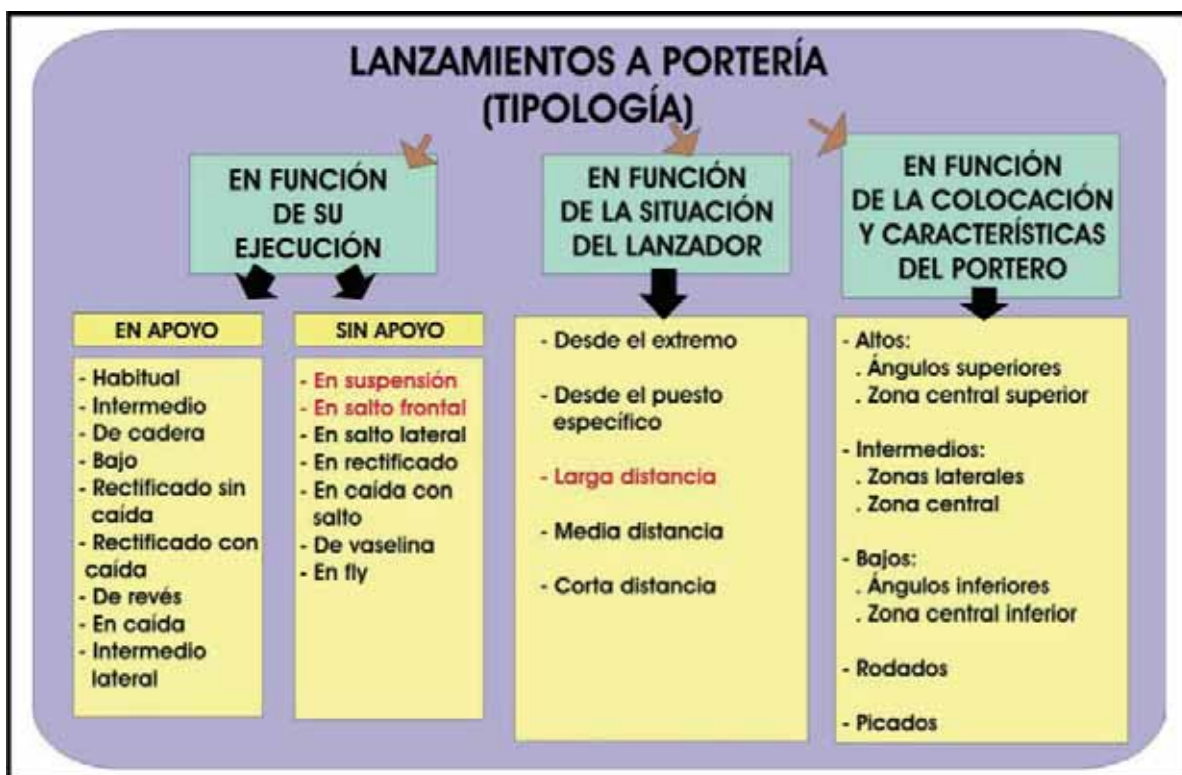 LANZAMIENTOS A PORTERÍA
(TIPOLOGÍA)
EN FUNCIÓN
DE SU
EJECUCIÓN
EN APOYO
- Habitual
- Intermedio
- De cadera
- Bajo
- Rectificado sin
caída
- Rectificado con
caída
- De revés
- En caída
- Intermedio
lateral
SIN APOYO
- En suspensión
- En salto frontal
- En salto lateral
- En rectificado
- En caída con
salto
- De vaselina
- En fly
EN FUNCIÓN
DE LA SITUACIÓN
DEL LANZADOR
- Desde el extremo
- Desde el puesto
específico
- Larga distancia
- Media distancia
- Corta distancia
EN FUNCIÓN
DE LA COLOCACIÓN
Y CARACTERÍSTICAS
DEL PORTERO
- Altos:
. Ángulos superiores
. Zona central superior
- Intermedios:
. Zonas laterales
. Zona central
- Bajos:
. Ángulos inferiores
. Zona central inferior
- Rodados
- Picados